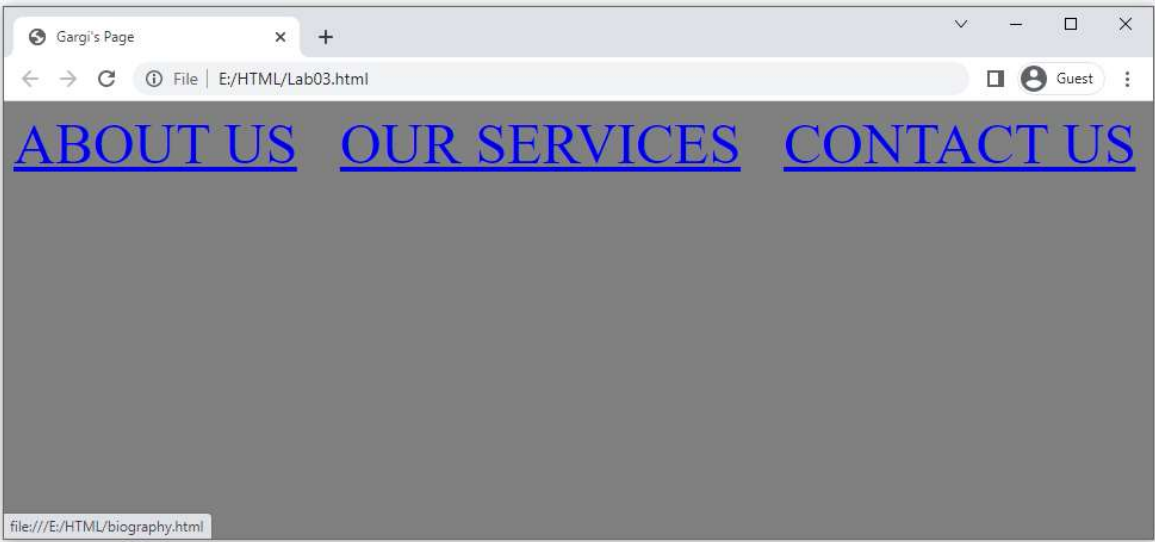 Gargi's Page
File | E:/HTML/Lab03.html
Guest
ABOUT US OUR SERVICES CONTACT US
file:///E:/HTML/biography.html